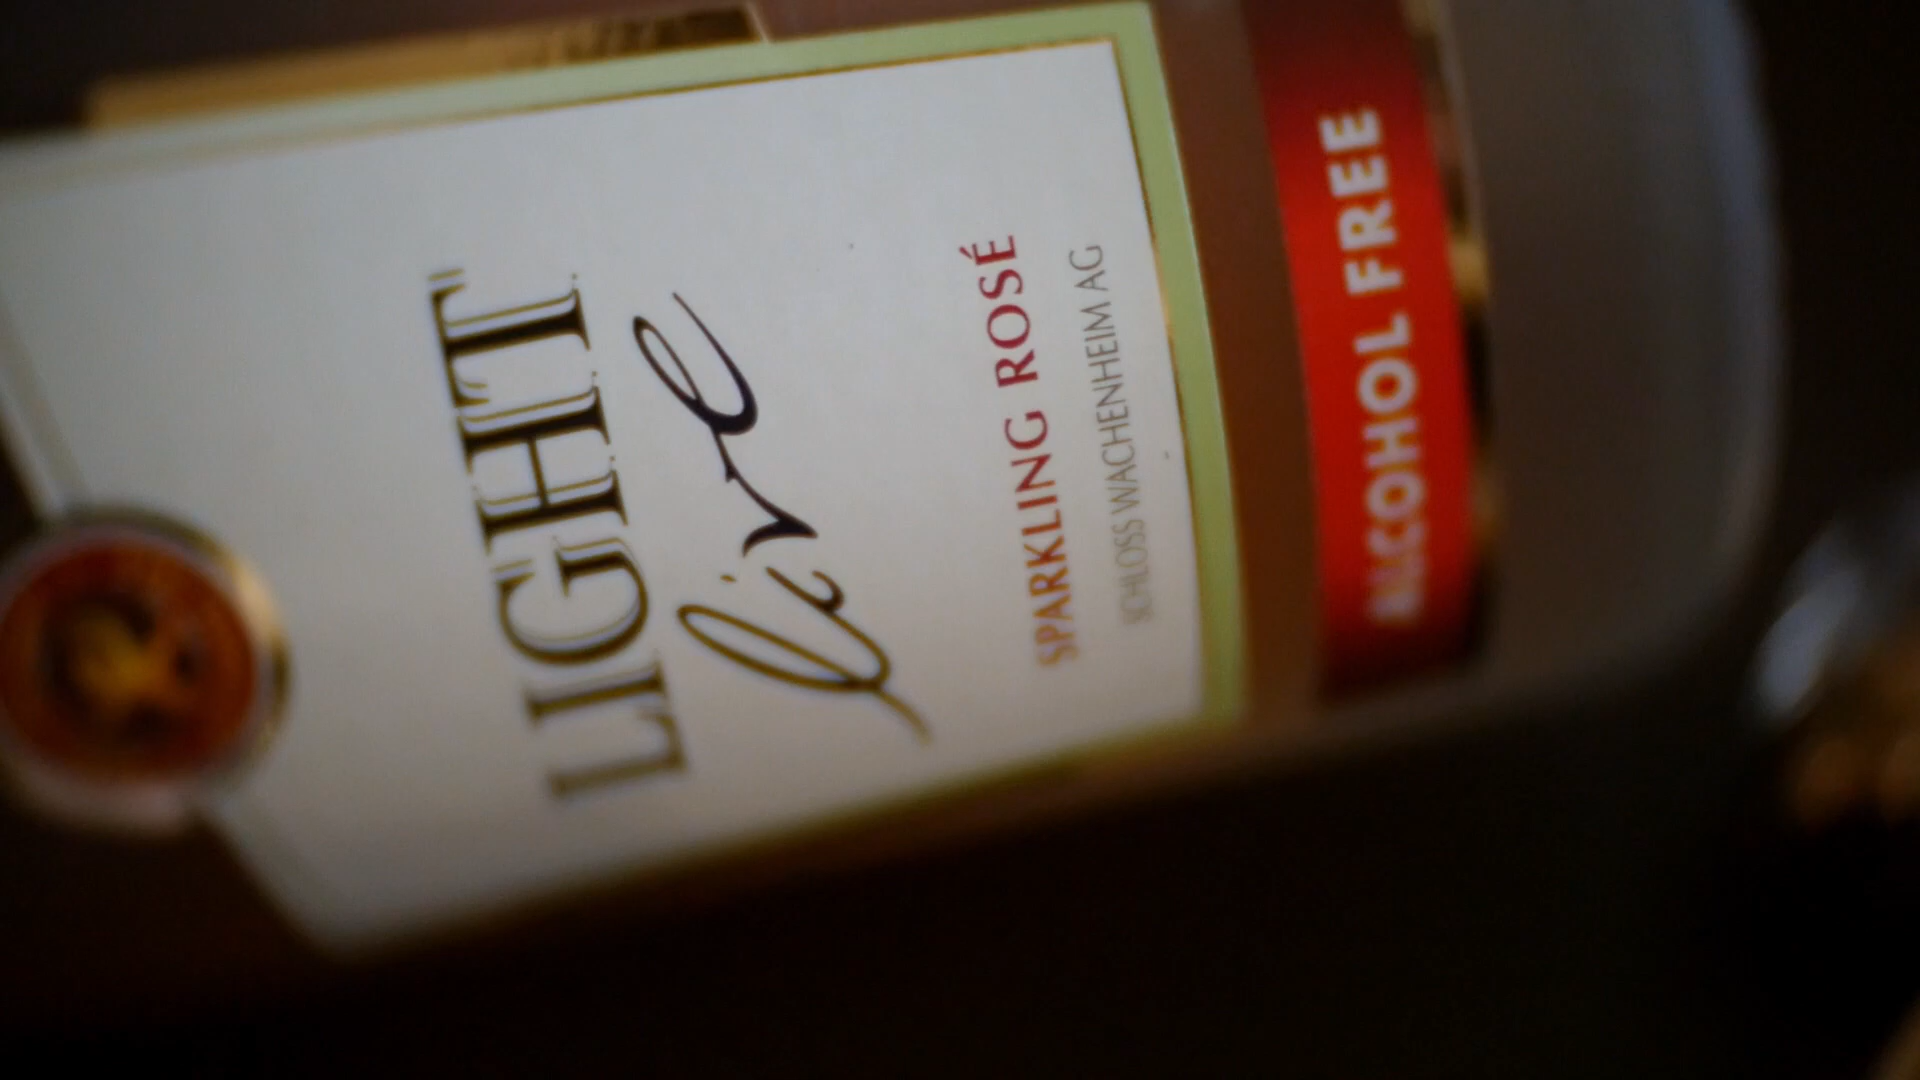 LIGHT
live
SPARKLING ROSÉ
SCHLOSS WACHENHEIM AG
ALCOHOL FREE